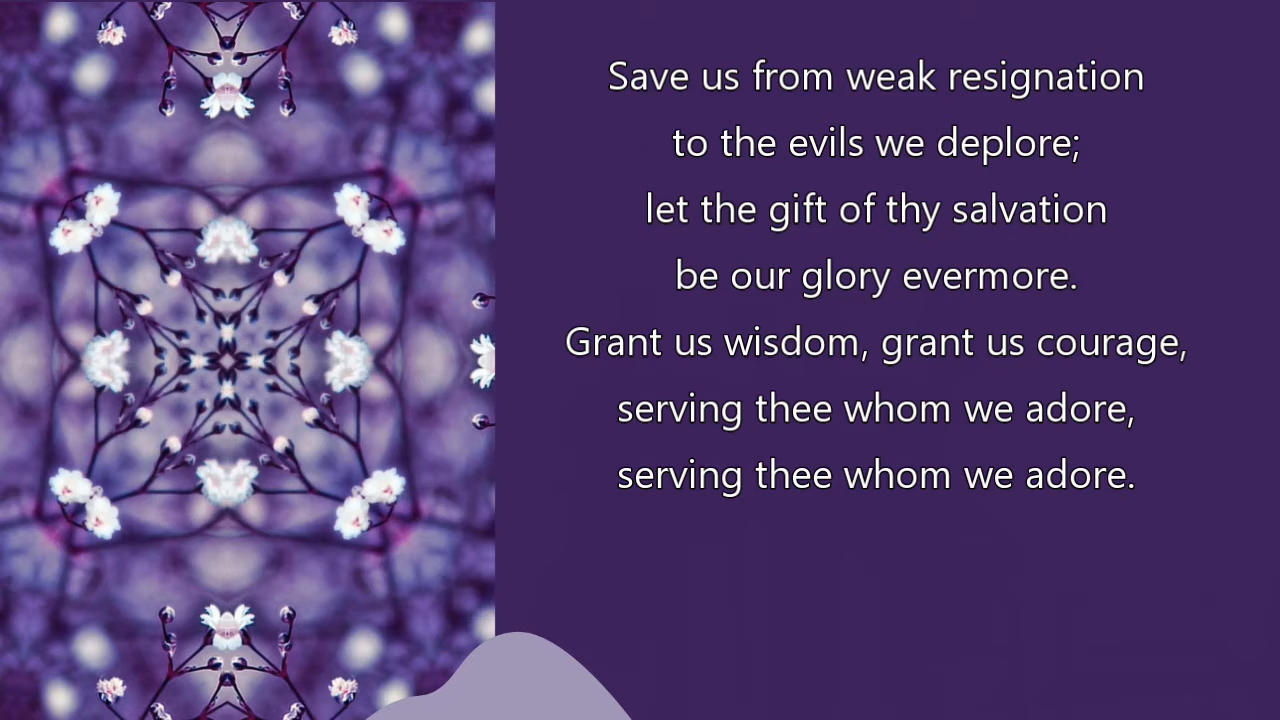 Save us from weak resignation
to the evils we deplore;
let the gift of thy salvation
be our glory evermore.
Grant us wisdom, grant us courage,
serving thee whom we adore,
serving thee whom we adore.